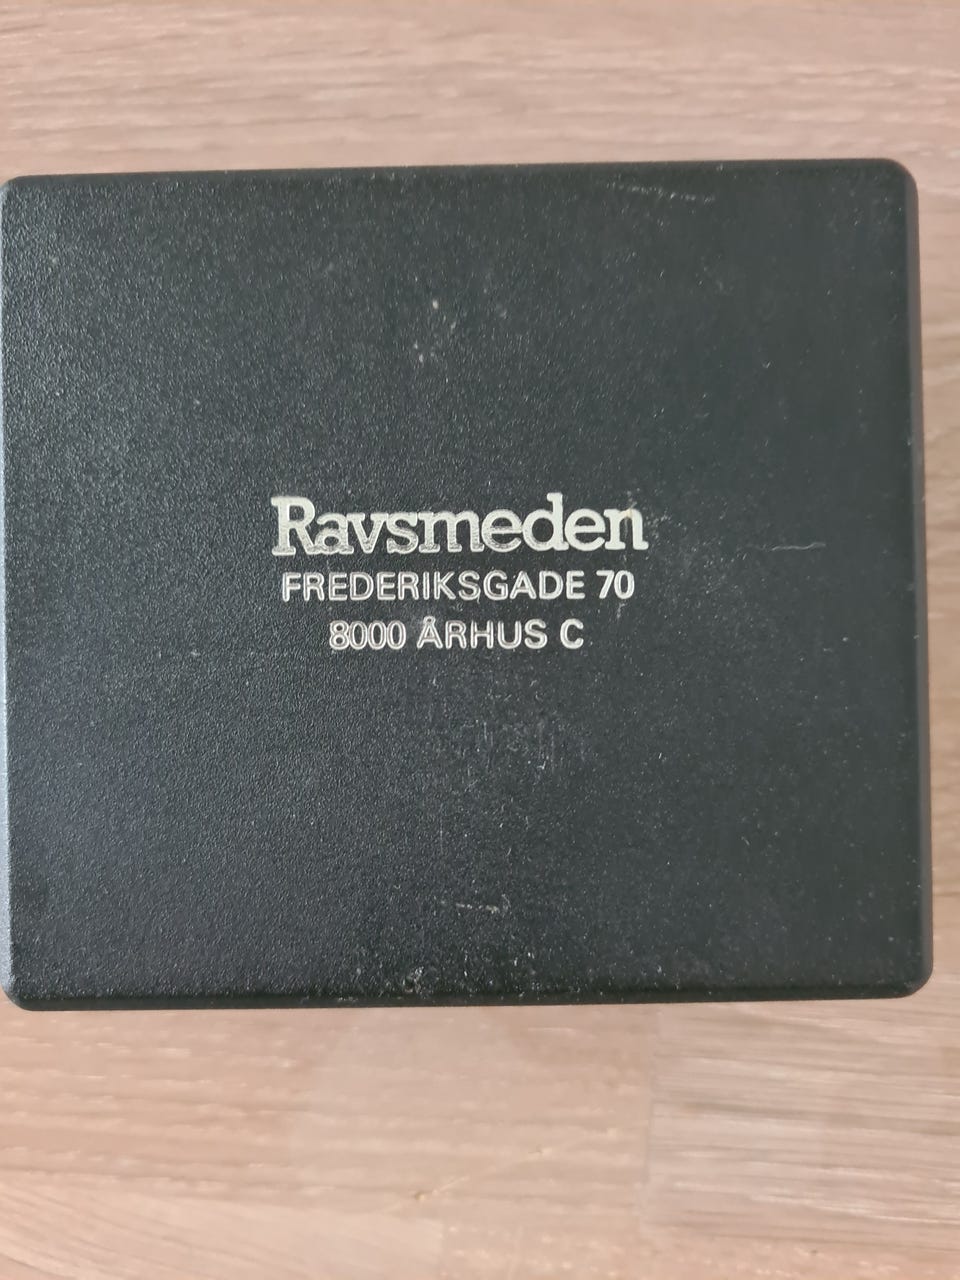 Ravsmeden
FREDERIKSGADE 70
8000 ÅRHUS C